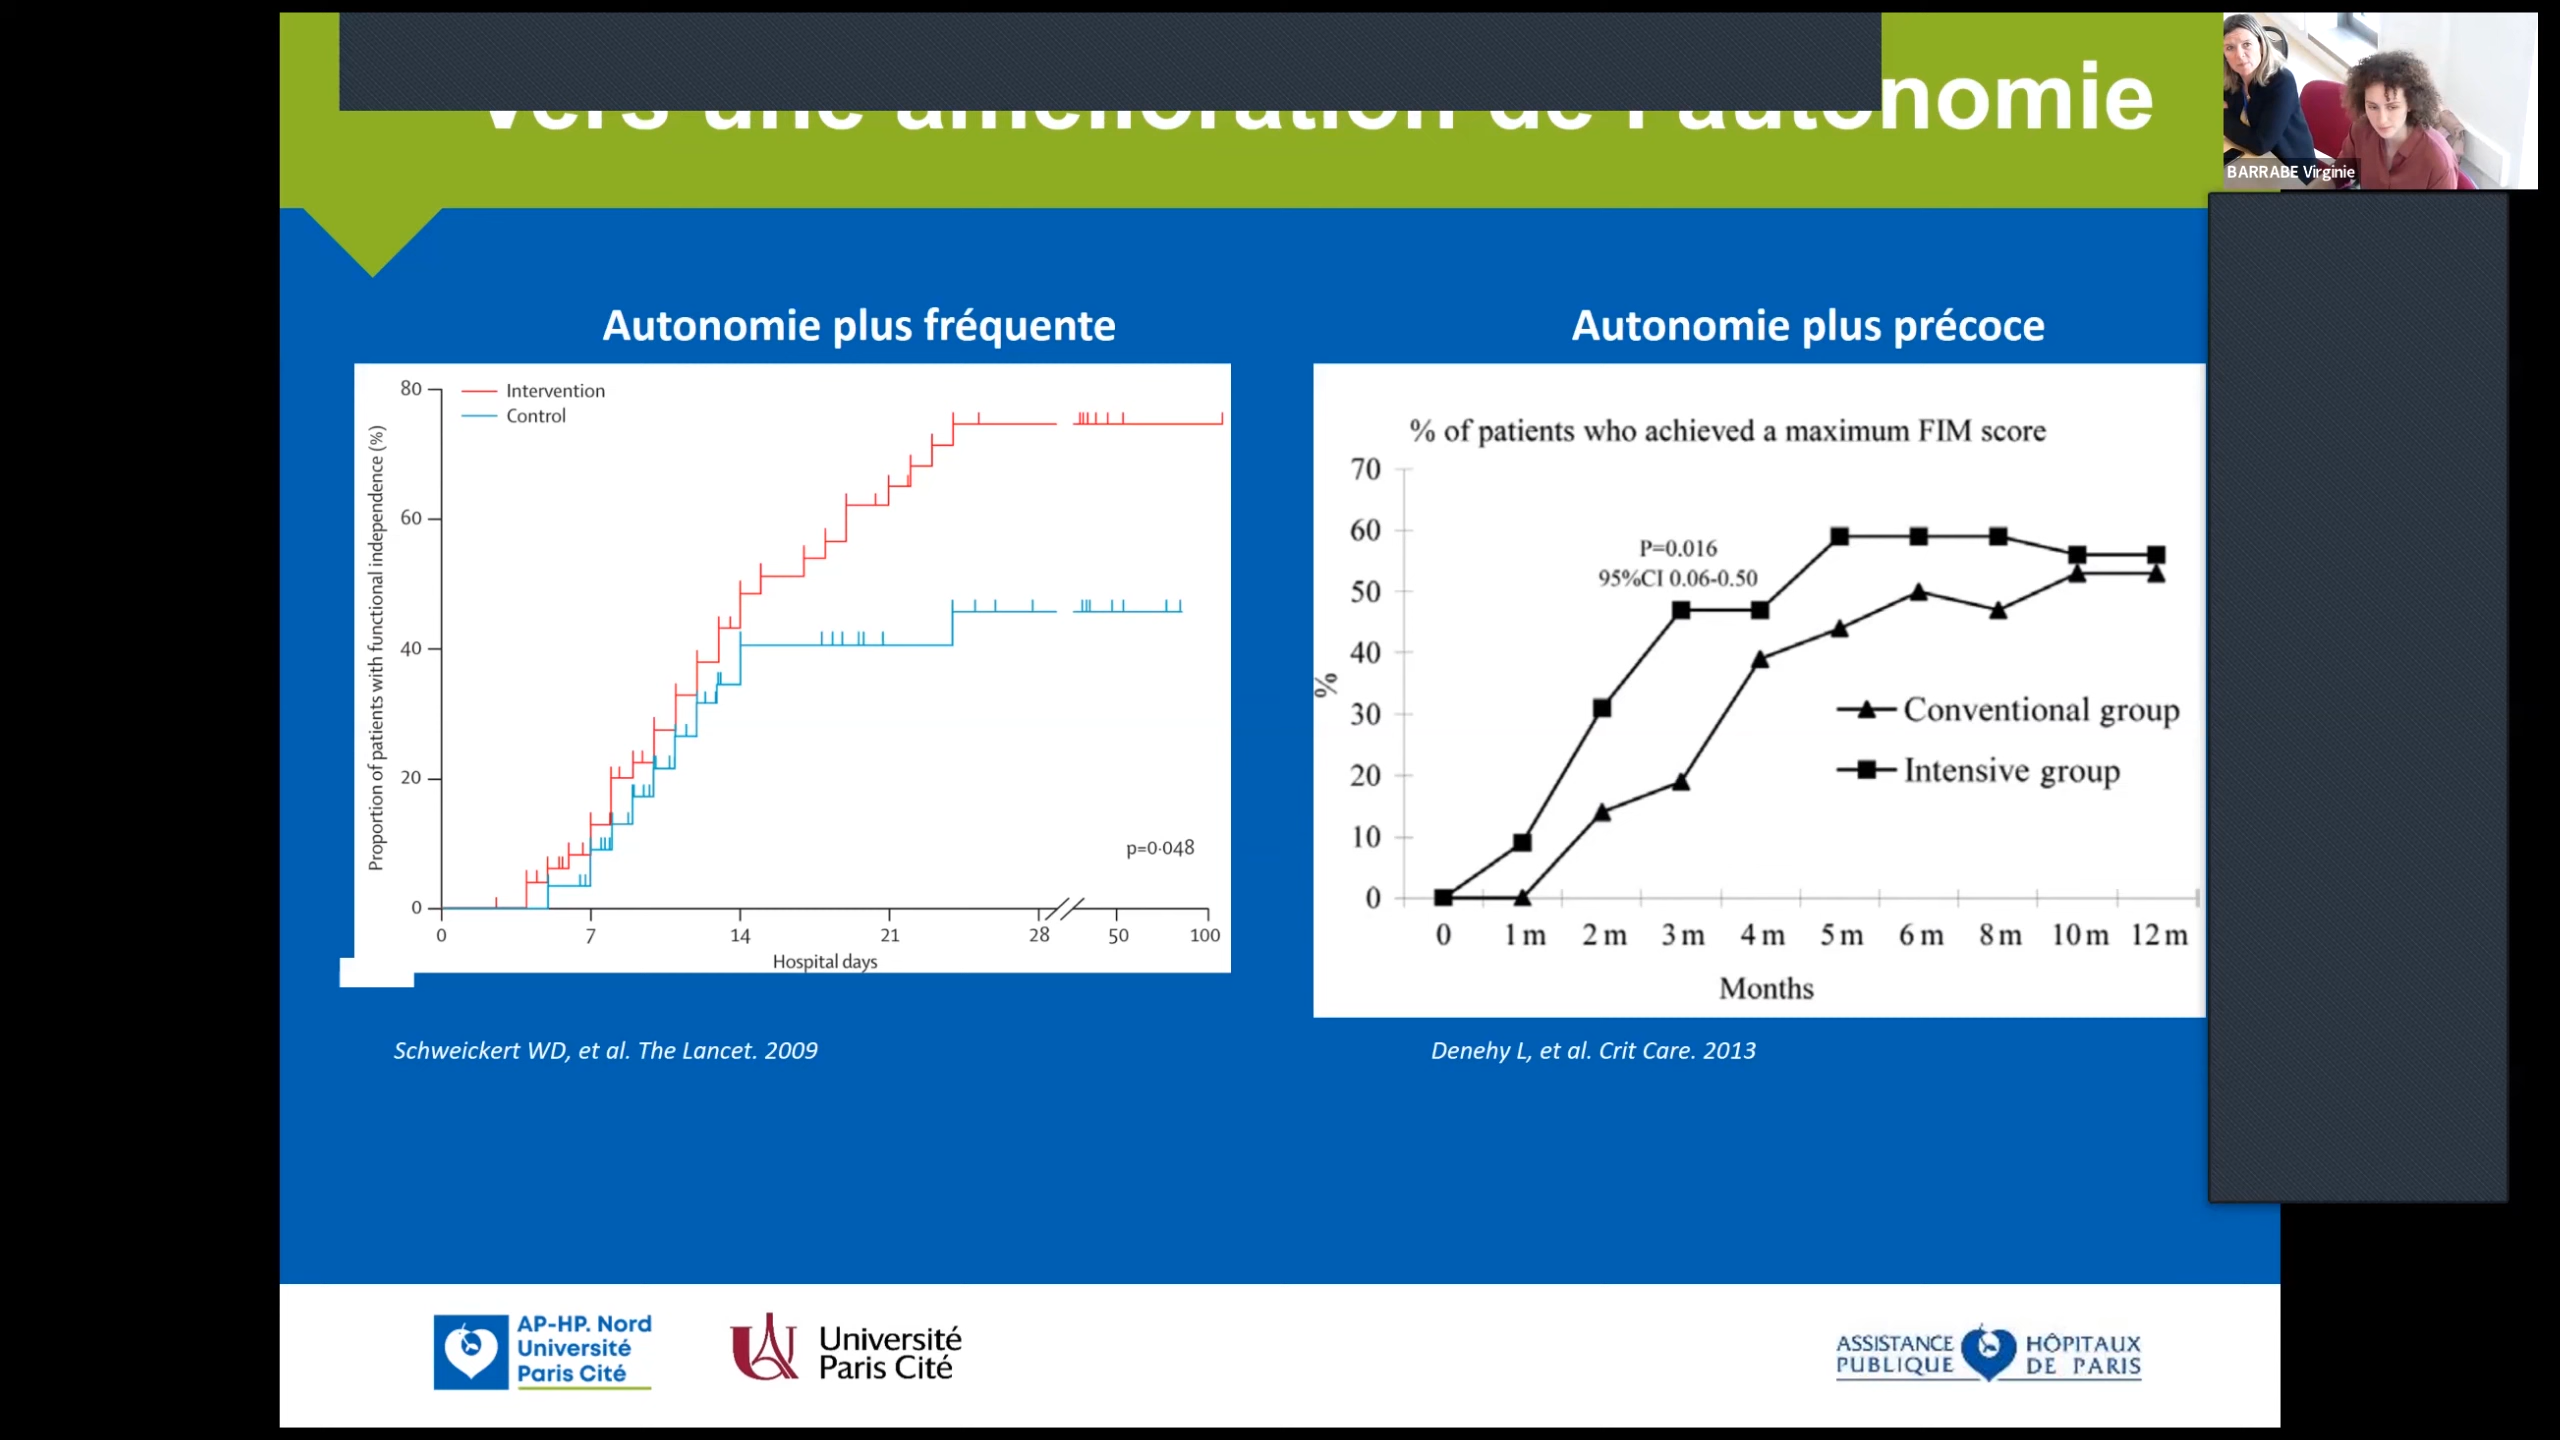 Vers une amélioration de l'autonomie
BARRABE Virginie
Autonomie plus fréquente
Autonomie plus précoce
Intervention
Control
80
60
40
20
0
Proportion of patients with functional independence (%)
p=0·048
0 7 14 21 28 50 100
Hospital days
% of patients who achieved a maximum FIM score
70
60
50
40
30
20
10
0
%
P=0.016
95%CI 0.06-0.50
Conventional group
Intensive group
0 1 m 2 m 3 m 4 m 5 m 6 m 8 m 10 m 12 m
Months
Schweickert WD, et al. The Lancet. 2009
Denehy L, et al. Crit Care. 2013
AP-HP. Nord
Université
Paris Cité
Université
Paris Cité
ASSISTANCE HÔPITAUX
PUBLIQUE DE PARIS